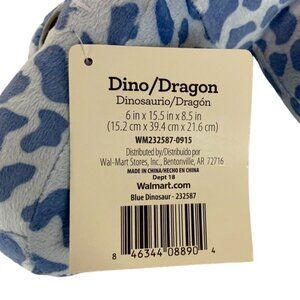 Dino/Dragon
Dinosaurio/Dragón
6 in x 15.5 in x 8.5 in
(15.2 cm x 39.4 cm x 21.6 cm)
WM232587-0915
Distributed by/Distribuido por
Wal-Mart Stores, Inc., Bentonville, AR 72716
MADE IN CHINA/HECHO EN CHINA
Dept 18
Walmart.com
Blue Dinosaur - 232587
8 46344 08890 4